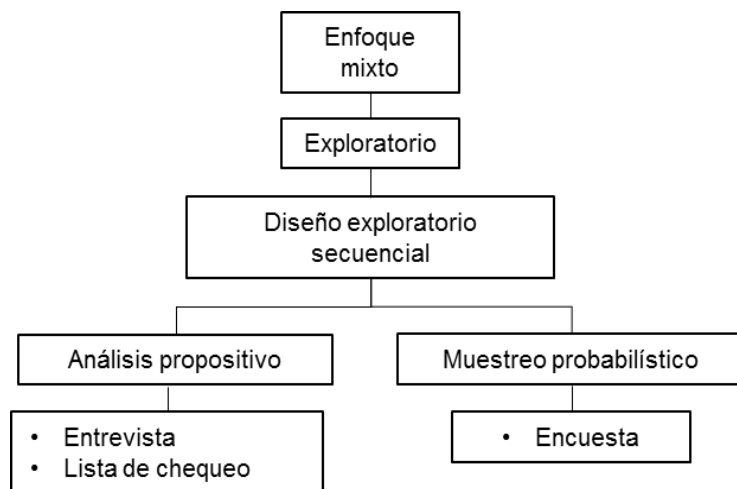 Enfoque
mixto
Exploratorio
Diseño exploratorio
secuencial
Análisis propositivo
Muestreo probabilístico
• Entrevista
• Lista de chequeo
• Encuesta